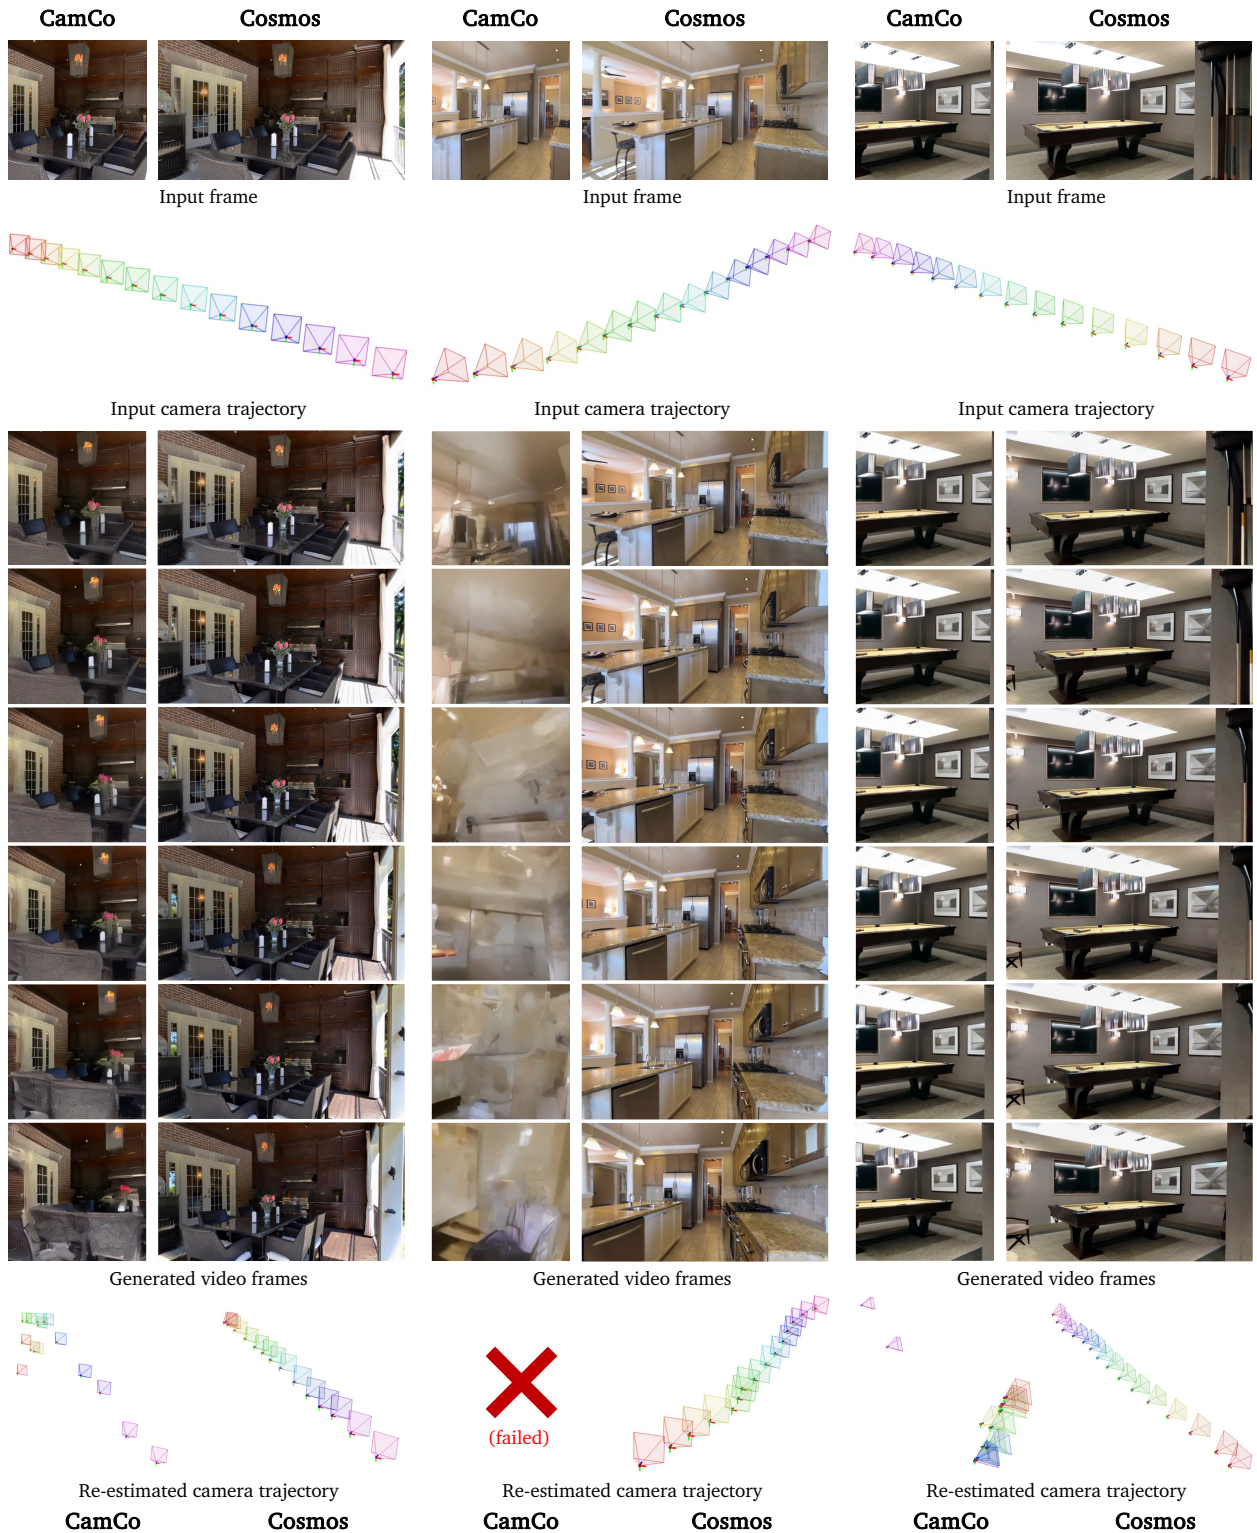 CamCo Cosmos CamCo Cosmos CamCo Cosmos
Input frame Input frame Input frame
Input camera trajectory Input camera trajectory Input camera trajectory
Generated video frames Generated video frames Generated video frames
(failed)
Re-estimated camera trajectory Re-estimated camera trajectory Re-estimated camera trajectory
CamCo Cosmos CamCo Cosmos CamCo Cosmos